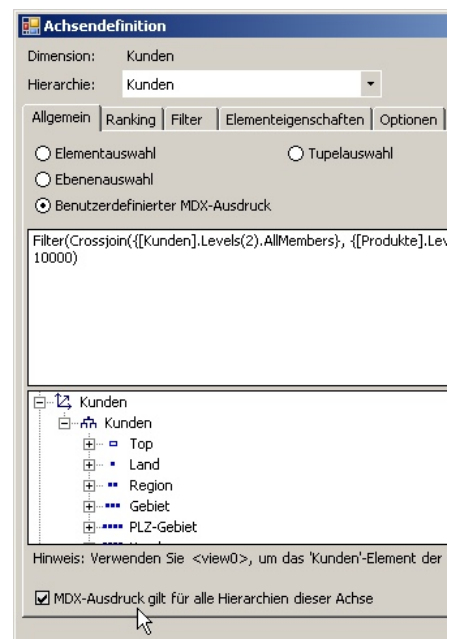 Achsendefinition
Dimension: Kunden
Hierarchie: Kunden
Allgemein Ranking Filter Elementeigenschaften Optionen
Elementauswahl Tupelauswahl
Ebenenauswahl
Benutzerdefinierter MDX-Ausdruck
Filter(Crossjoin({[Kunden].Levels(2).AllMembers}, {[Produkte].Lev
10000)
Kunden
Kunden
Top
Land
Region
Gebiet
PLZ-Gebiet
Hinweis: Verwenden Sie <view0>, um das 'Kunden'-Element der
MDX-Ausdruck gilt für alle Hierarchien dieser Achse